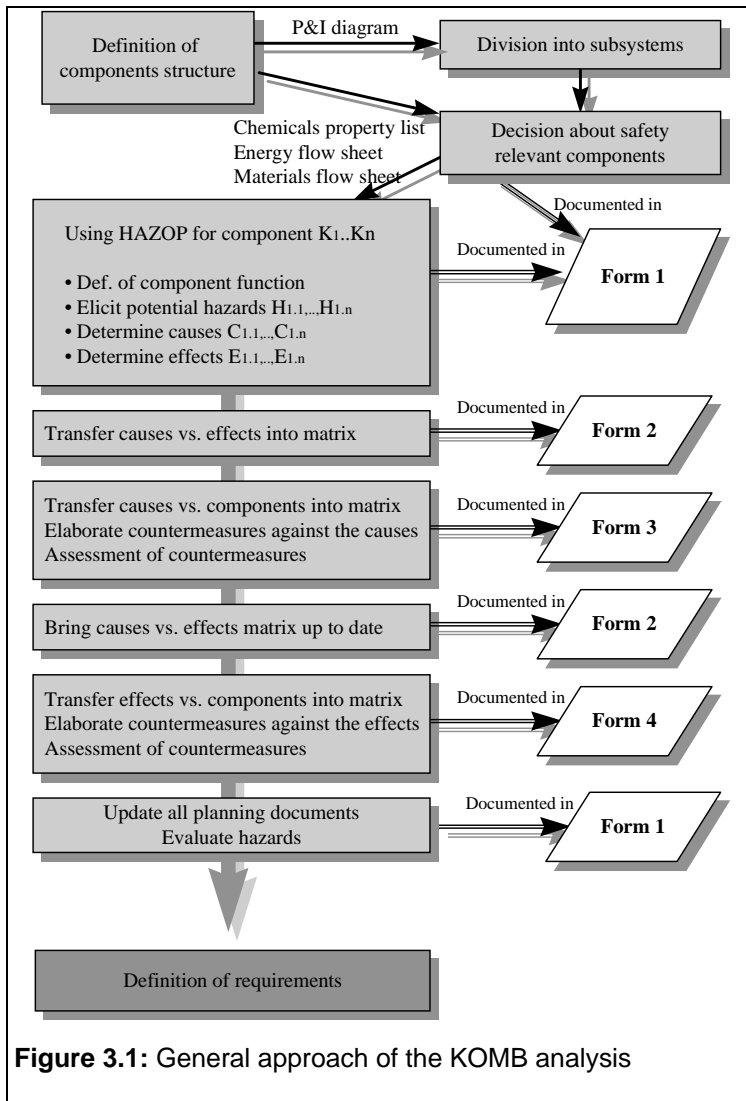 P&I diagram
Definition of
components structure
Division into subsystems
Chemicals property list
Energy flow sheet
Materials flow sheet
Decision about safety
relevant components
Documented in
Using HAZOP for component K1..Kn
• Def. of component function
• Elicit potential hazards H1.1,..,H1.n
• Determine causes C1.1,..,C1.n
• Determine effects E1.1,..,E1.n
Documented in
Form 1
Transfer causes vs. effects into matrix
Documented in
Form 2
Transfer causes vs. components into matrix
Elaborate countermeasures against the causes
Assessment of countermeasures
Documented in
Form 3
Bring causes vs. effects matrix up to date
Documented in
Form 2
Transfer effects vs. components into matrix
Elaborate countermeasures against the effects
Assessment of countermeasures
Documented in
Form 4
Update all planning documents
Evaluate hazards
Documented in
Form 1
Definition of requirements
Figure 3.1: General approach of the KOMB analysis